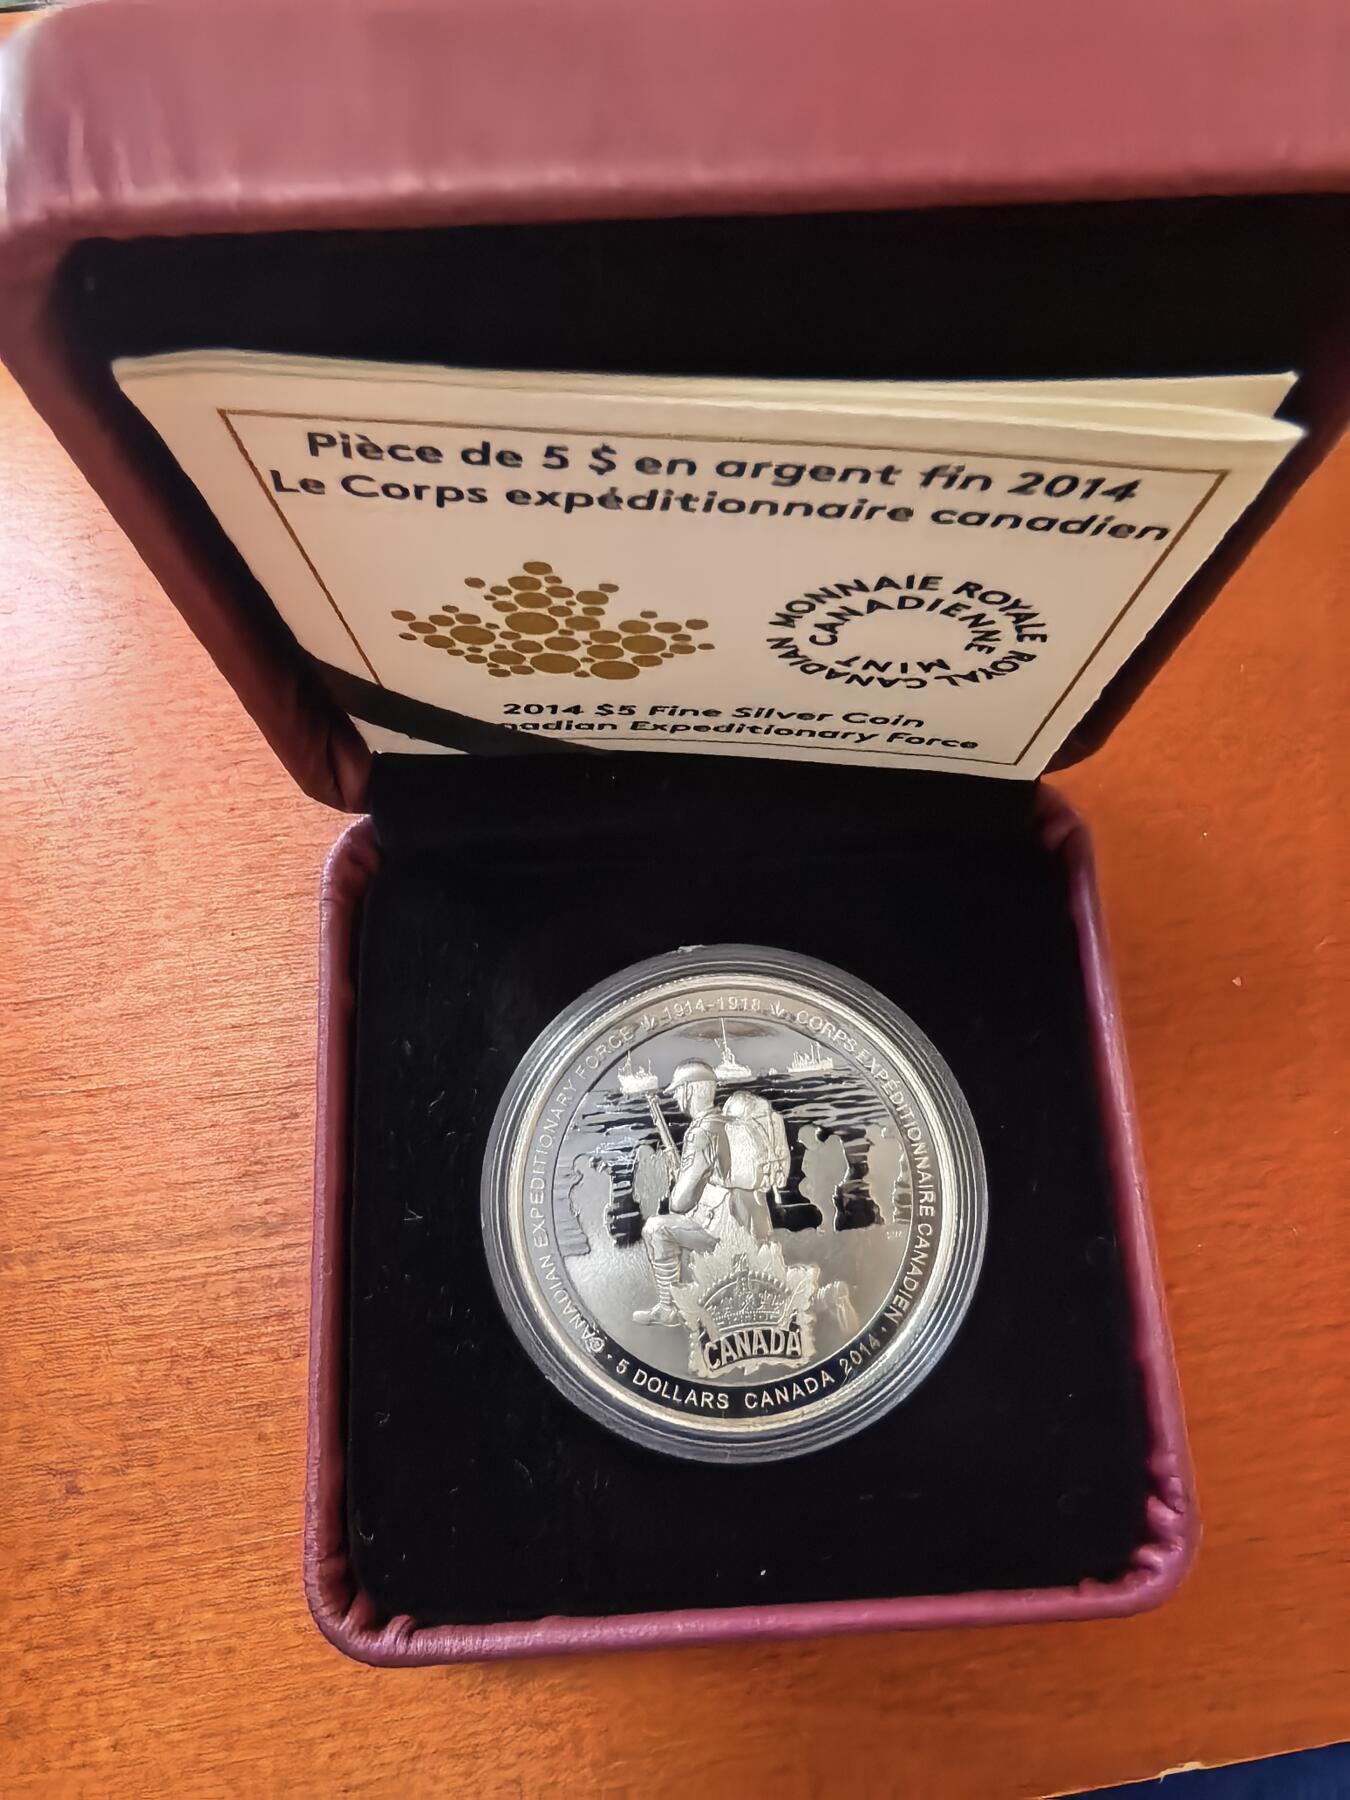 Pièce de 5 $ en argent fin 2014
Le Corps expéditionnaire canadien
MONNAIE ROYALE CANADIENNE
ROYAL CANADIAN MINT
2014 $5 Fine Silver Coin
nadian Expeditionary Force
CANADIAN EXPEDITIONARY FORCE 1914-1918 CORPS EXPÉDITIONNAIRE CANADIEN
CANADA
5 DOLLARS CANADA 2014